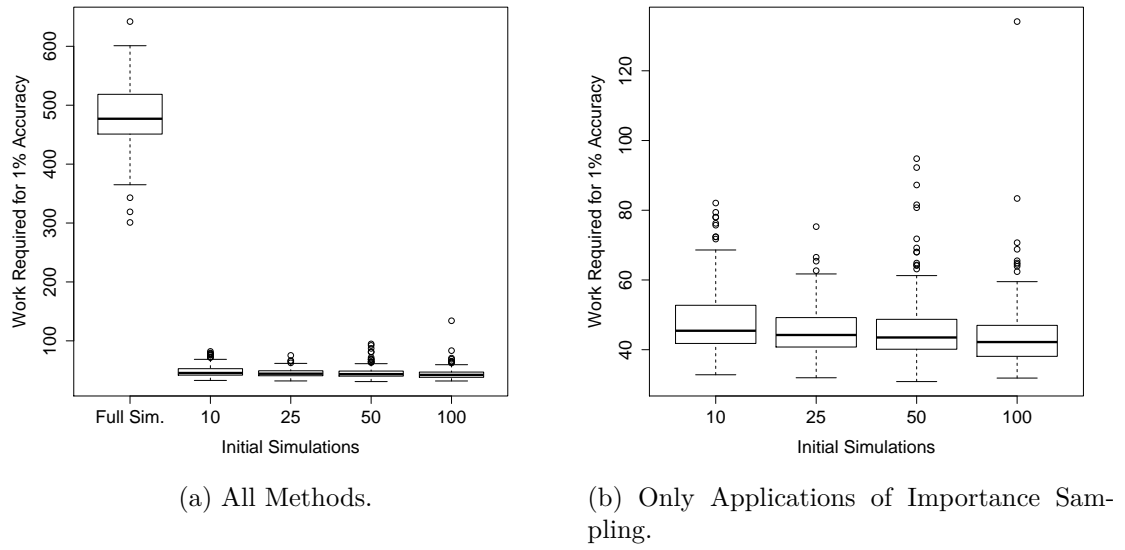 Work Required for 1% Accuracy
600
500
400
300
200
100
Full Sim.
10
25
50
100
Initial Simulations
(a) All Methods.
Work Required for 1% Accuracy
120
100
80
60
40
10
25
50
100
Initial Simulations
(b) Only Applications of Importance Sam-
pling.